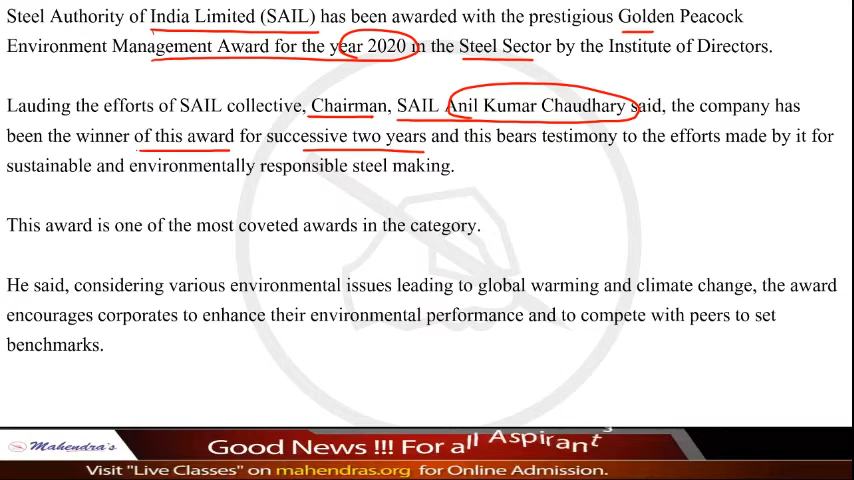 Steel Authority of India Limited (SAIL) has been awarded with the prestigious Golden Peacock
Environment Management Award for the year 2020 in the Steel Sector by the Institute of Directors.
Lauding the efforts of SAIL collective, Chairman, SAIL Anil Kumar Chaudhary said, the company has
been the winner of this award for successive two years and this bears testimony to the efforts made by it for
sustainable and environmentally responsible steel making.
This award is one of the most coveted awards in the category.
He said, considering various environmental issues leading to global warming and climate change, the award
encourages corporates to enhance their environmental performance and to compete with peers to set
benchmarks.
Mahendra's
Good News !!! For all Aspirant's
Visit "Live Classes" on mahendras.org for Online Admission.